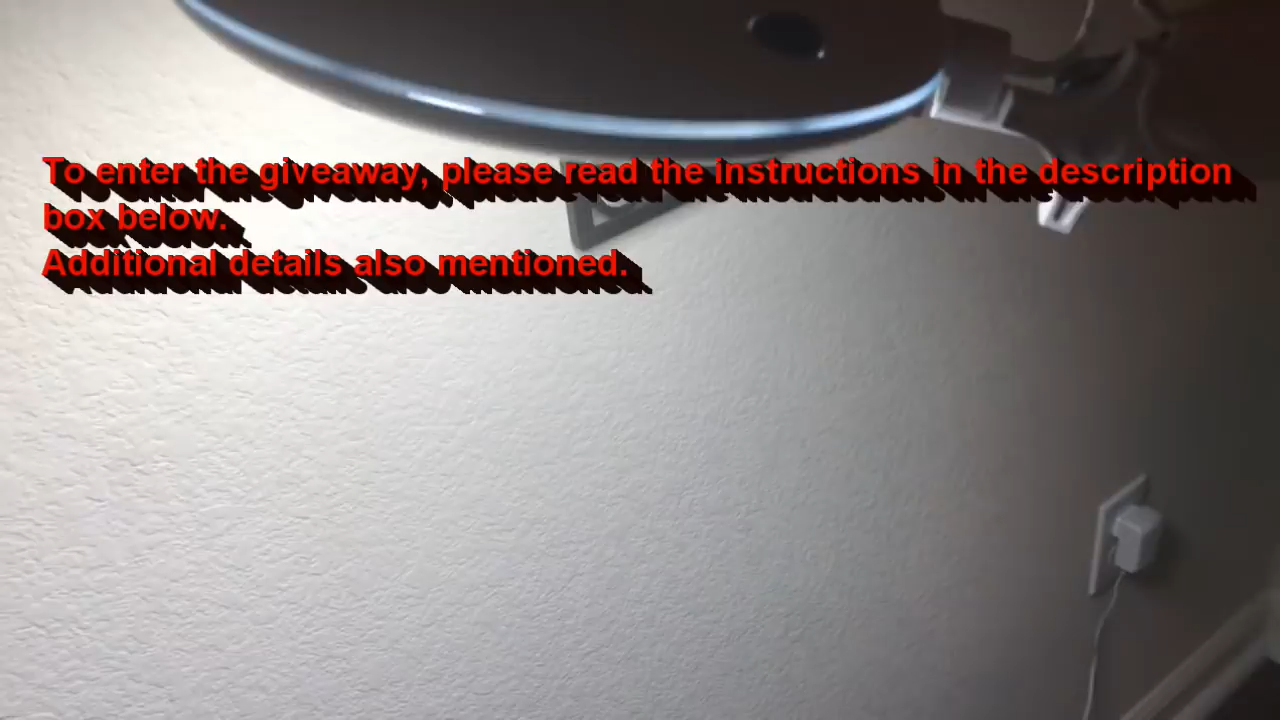 To enter the giveaway, please read the instructions in the description
box below.
Additional details also mentioned.